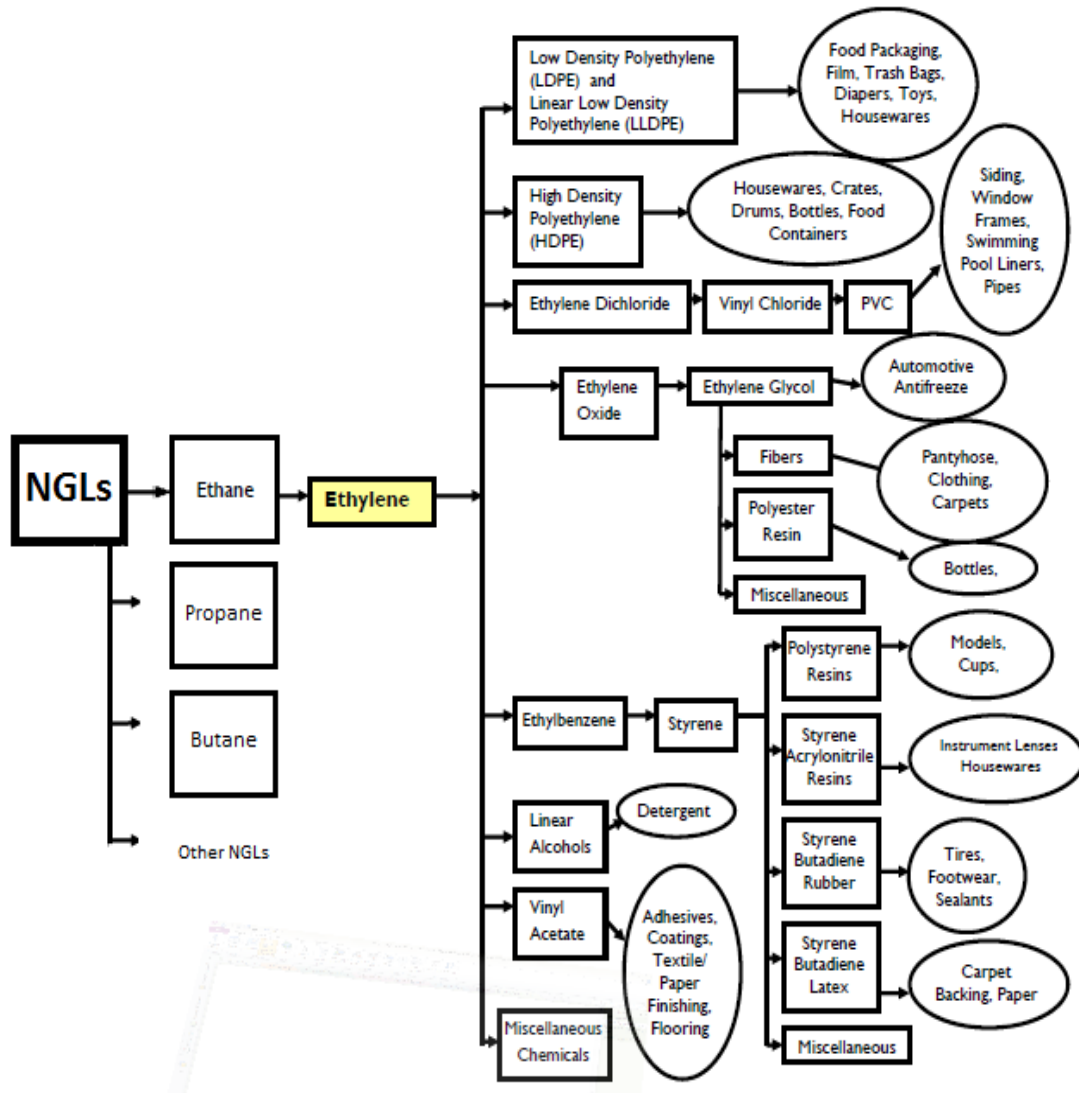 Low Density Polyethylene
(LDPE) and
Linear Low Density
Polyethylene (LLDPE)
Food Packaging,
Film, Trash Bags,
Diapers, Toys,
Housewares
High Density
Polyethylene
(HDPE)
Housewares, Crates,
Drums, Bottles, Food
Containers
Siding,
Window
Frames,
Swimming
Pool Liners,
Pipes
Ethylene Dichloride
Vinyl Chloride
PVC
Ethylene
Oxide
Ethylene Glycol
Automotive
Antifreeze
NGLs
Ethane
Ethylene
Fibers
Pantyhose,
Clothing,
Carpets
Polyester
Resin
Bottles,
Miscellaneous
Propane
Butane
Other NGLs
Ethylbenzene
Styrene
Polystyrene
Resins
Models,
Cups,
Styrene
Acrylonitrile
Resins
Instrument Lenses
Housewares
Linear
Alcohols
Detergent
Styrene
Butadiene
Rubber
Tires,
Footwear,
Sealants
Vinyl
Acetate
Adhesives,
Coatings,
Textile/
Paper
Finishing,
Flooring
Styrene
Butadiene
Latex
Carpet
Backing, Paper
Miscellaneous
Chemicals
Miscellaneous